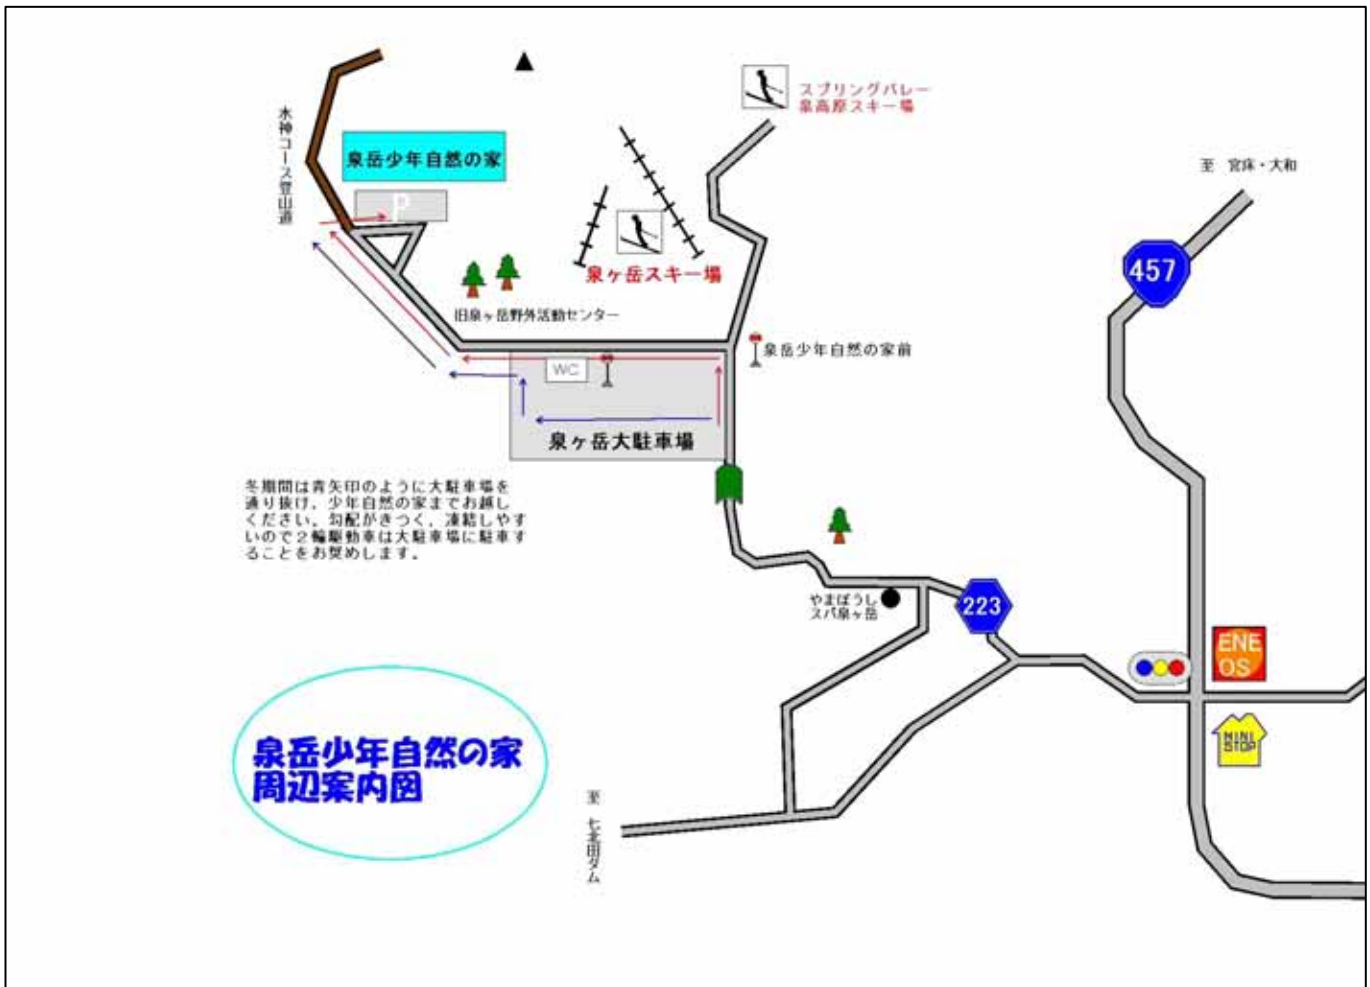 スプリングバレー
泉高原スキー場
水神コース登山道
泉岳少年自然の家
P
至 宮床・大和
457
泉ヶ岳スキー場
旧泉ヶ岳野外活動センター
泉岳少年自然の家前
WC
泉ヶ岳大駐車場
冬期間は青矢印のように大駐車場を
通り抜け、少年自然の家までお越し
ください。勾配がきつく、凍結しやす
いので2輪駆動車は大駐車場に駐車す
ることをお奨めします。
やまぼうし
スパ泉ヶ岳
223
ENE
OS
MINI
STOP
泉岳少年自然の家
周辺案内図
至 七北田ダム